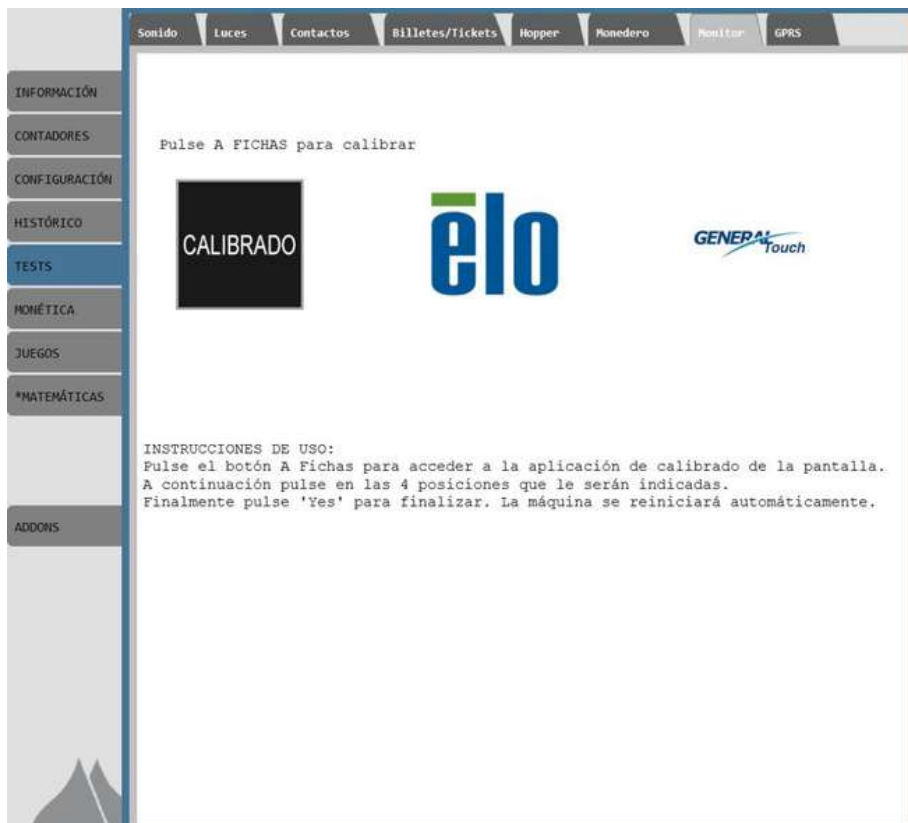 Sonido Luces Contactos Billetes/Tickets Hopper Monedero Monitor GPRS
INFORMACIÓN
CONTADORES
CONFIGURACIÓN
HISTÓRICO
TESTS
MONÉTICA
JUEGOS
*MATEMÁTICAS
ADDONS
Pulse A FICHAS para calibrar
CALIBRADO
elo
GENERAL Touch
INSTRUCCIONES DE USO:
Pulse el botón A Fichas para acceder a la aplicación de calibrado de la pantalla.
A continuación pulse en las 4 posiciones que le serán indicadas.
Finalmente pulse 'Yes' para finalizar. La máquina se reiniciará automáticamente.